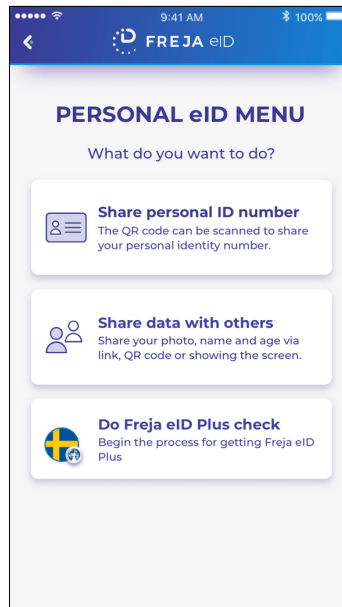 9:41 AM
100%
FREJA eID
PERSONAL eID MENU
What do you want to do?
Share personal ID number
The QR code can be scanned to share
your personal identity number.
Share data with others
Share your photo, name and age via
link, QR code or showing the screen.
Do Freja eID Plus check
Begin the process for getting Freja eID
Plus